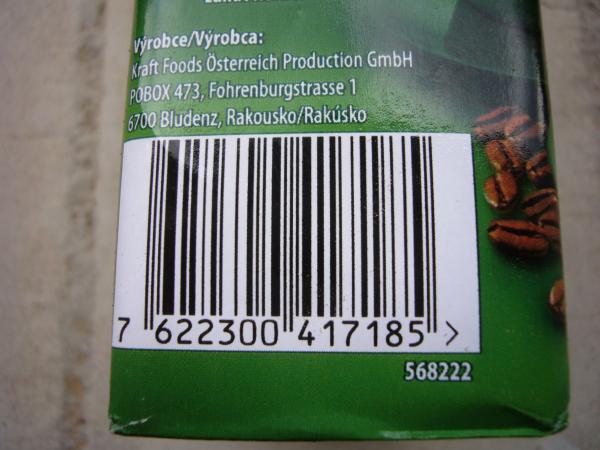 Výrobce/Výrobca:
Kraft Foods Österreich Production GmbH
POBOX 473, Fohrenburgstrasse 1
6700 Bludenz, Rakousko/Rakúsko
7 622300 417185 >
568222